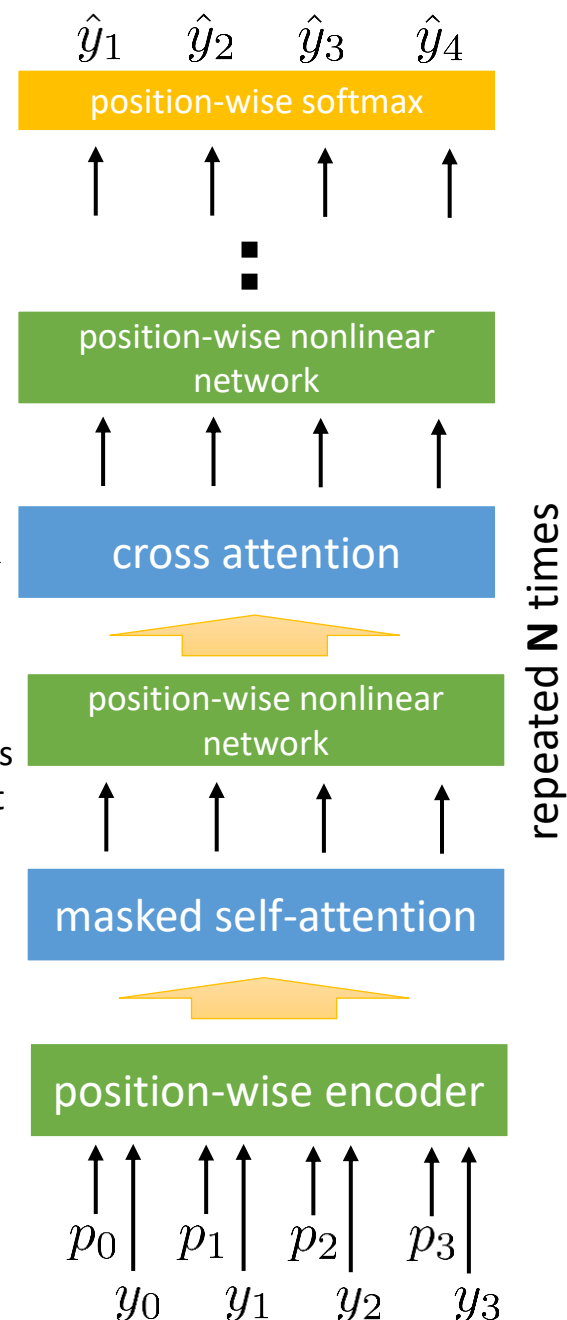 ŷ₁ ŷ₂ ŷ₃ ŷ₄
position-wise softmax
position-wise nonlinear
network
cross attention
repeated N times
position-wise nonlinear
network
s
t
masked self-attention
position-wise encoder
p₀ p₁ p₂ p₃
y₀ y₁ y₂ y₃